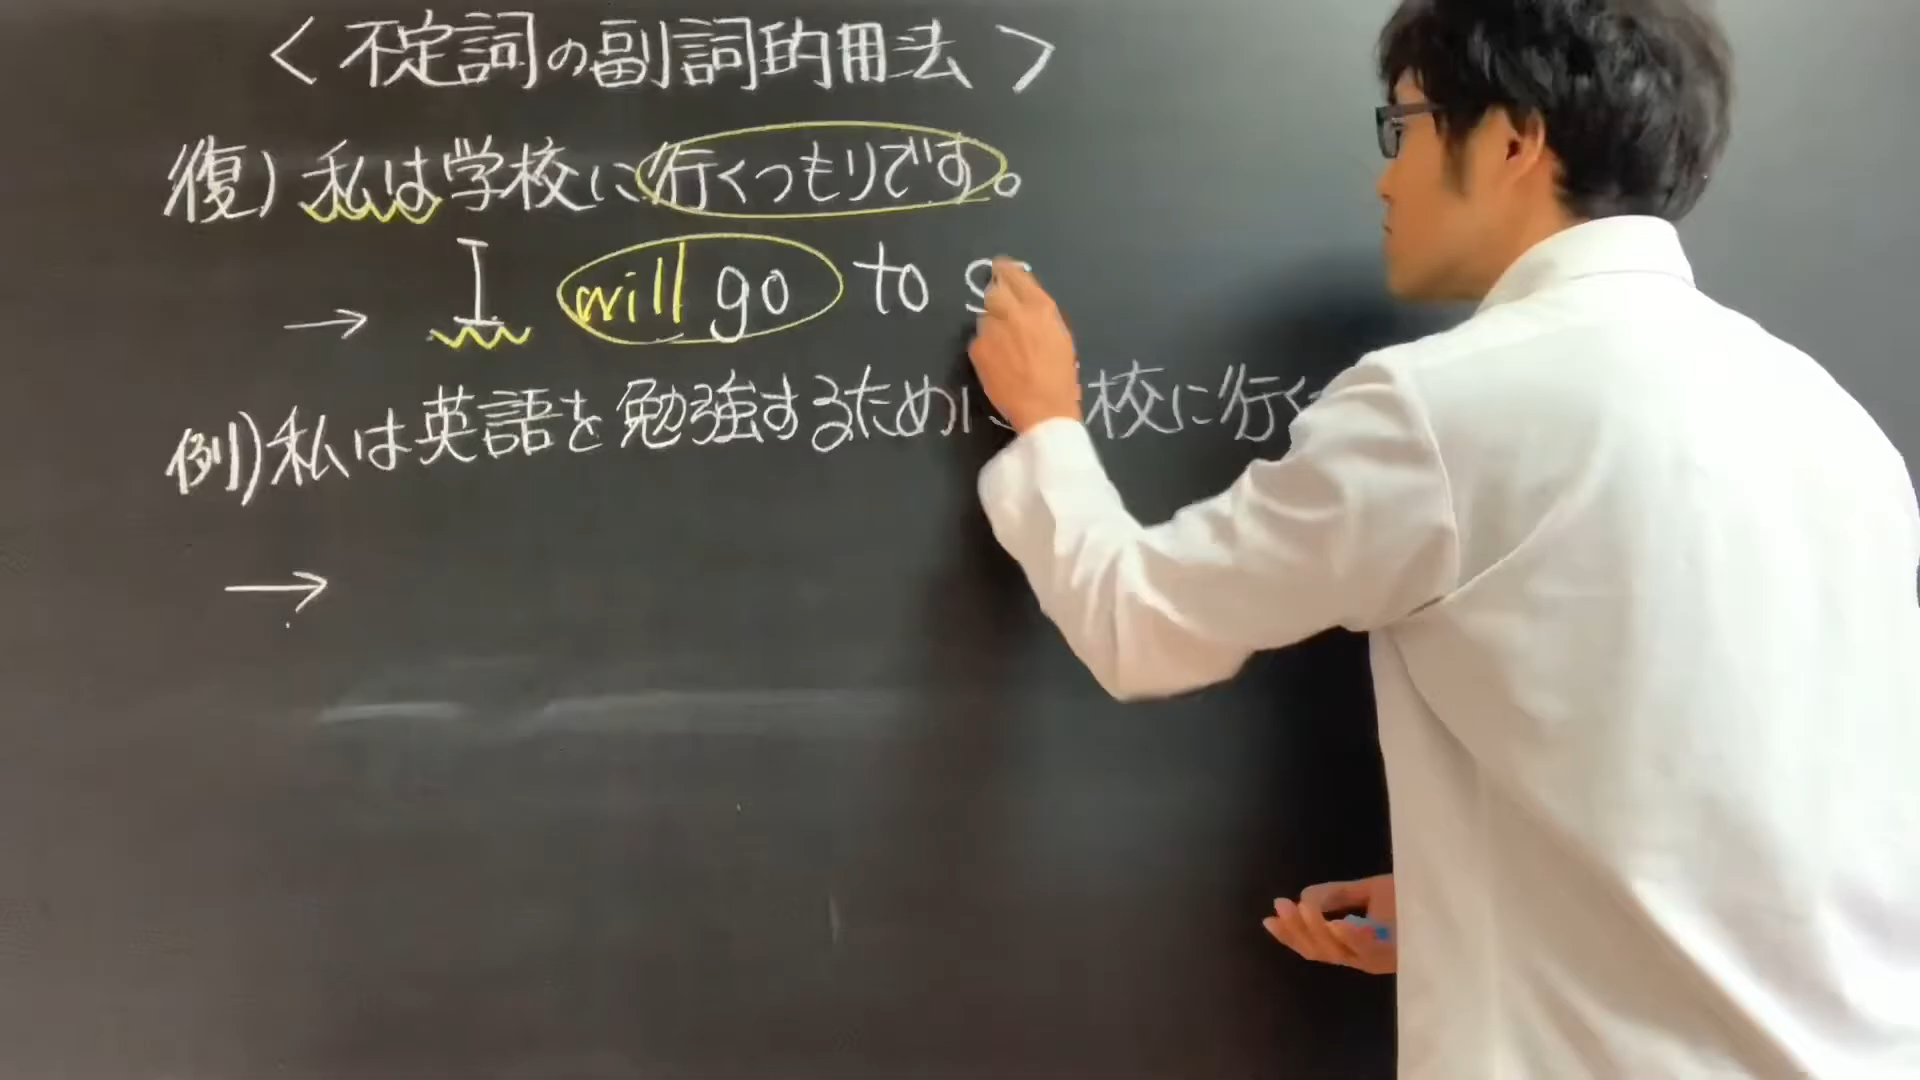 <不定詞の副詞的用法>
復) 私は学校に行くつもりです。
→ I will go to s
例) 私は英語を勉強するために 校に行く
→